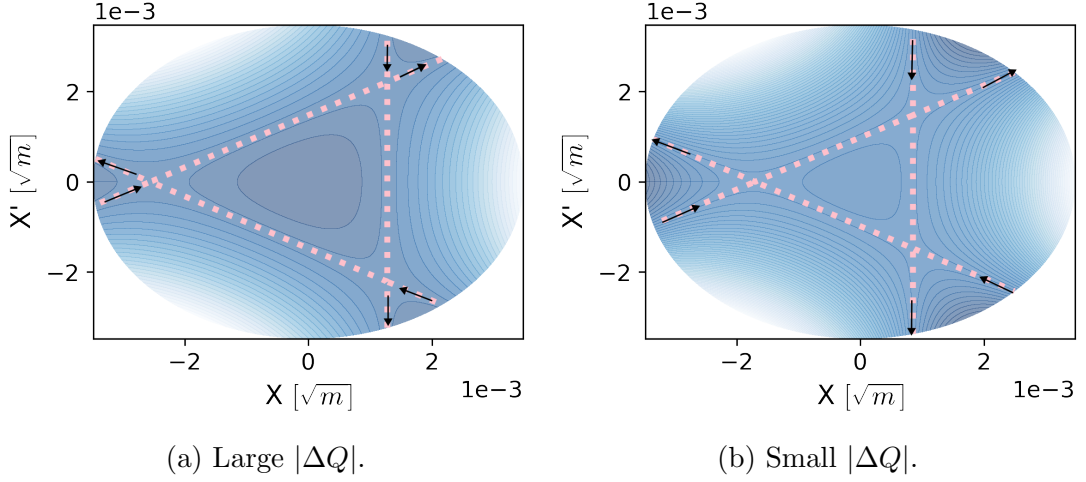 1e−3
1e−3
2
0
−2
X' [√m]
2
0
−2
X' [√m]
−2
0
2
−2
0
2
X [√m]
1e−3
X [√m]
1e−3
(a) Large |ΔQ|.
(b) Small |ΔQ|.